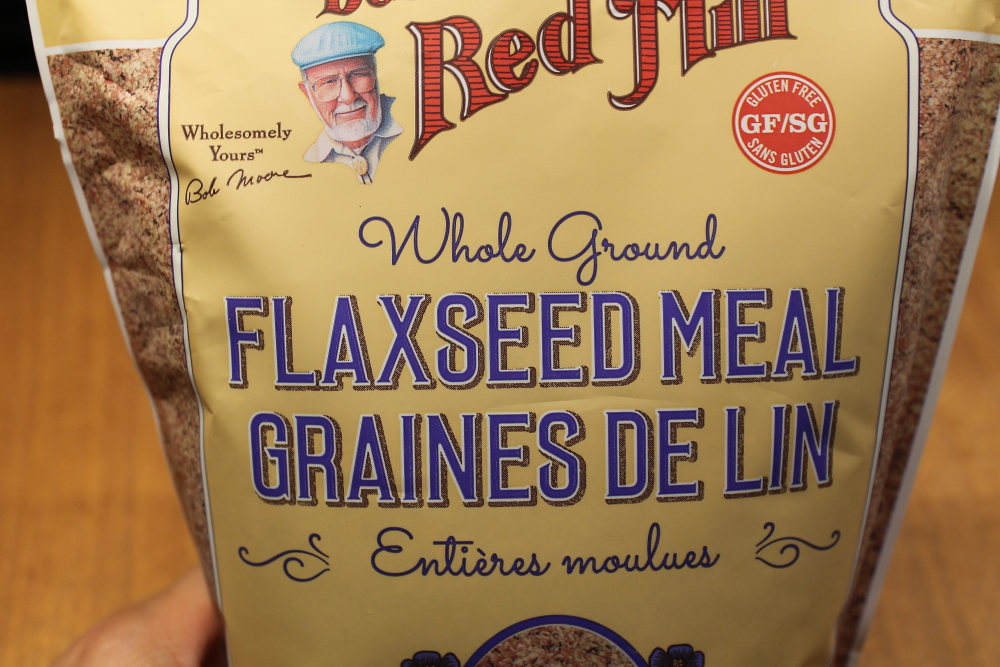 Red Mill
GLUTEN FREE
GF/SG
SANS GLUTEN
Wholesomely
Yours™
Bob Moore
Whole Ground
FLAXSEED MEAL
GRAINES DE LIN
Entières moulues